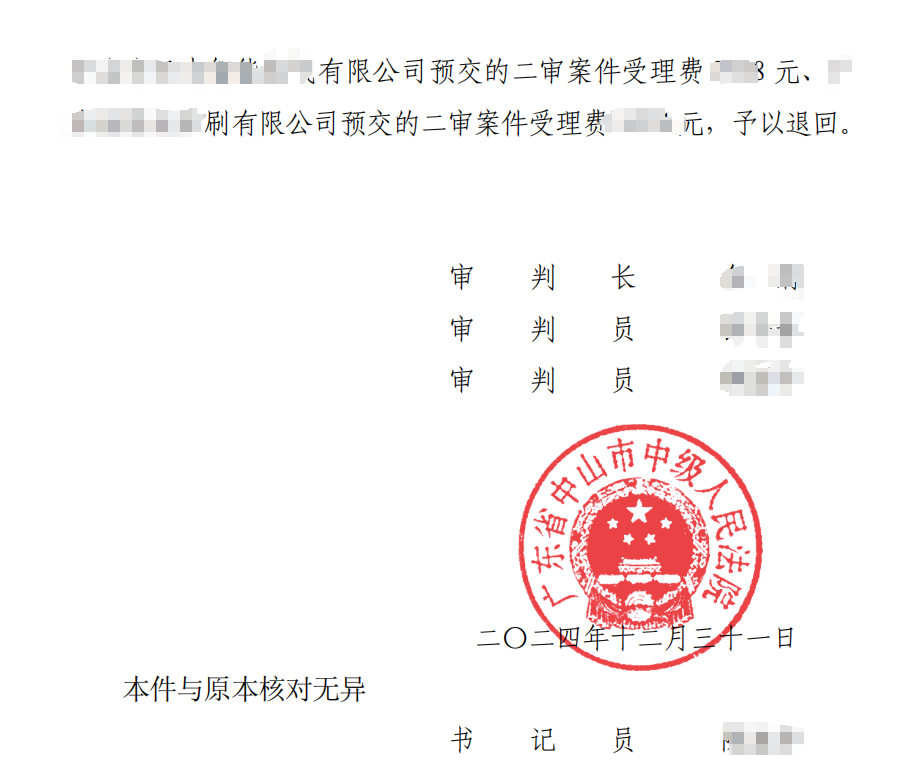 有限公司预交的二审案件受理费 8 元、
刷有限公司预交的二审案件受理费 元，予以退回。
审 判 长
审 判 员
审 判 员
广东省中山市中级人民法院
二〇二四年十二月三十一日
本件与原本核对无异
书 记 员